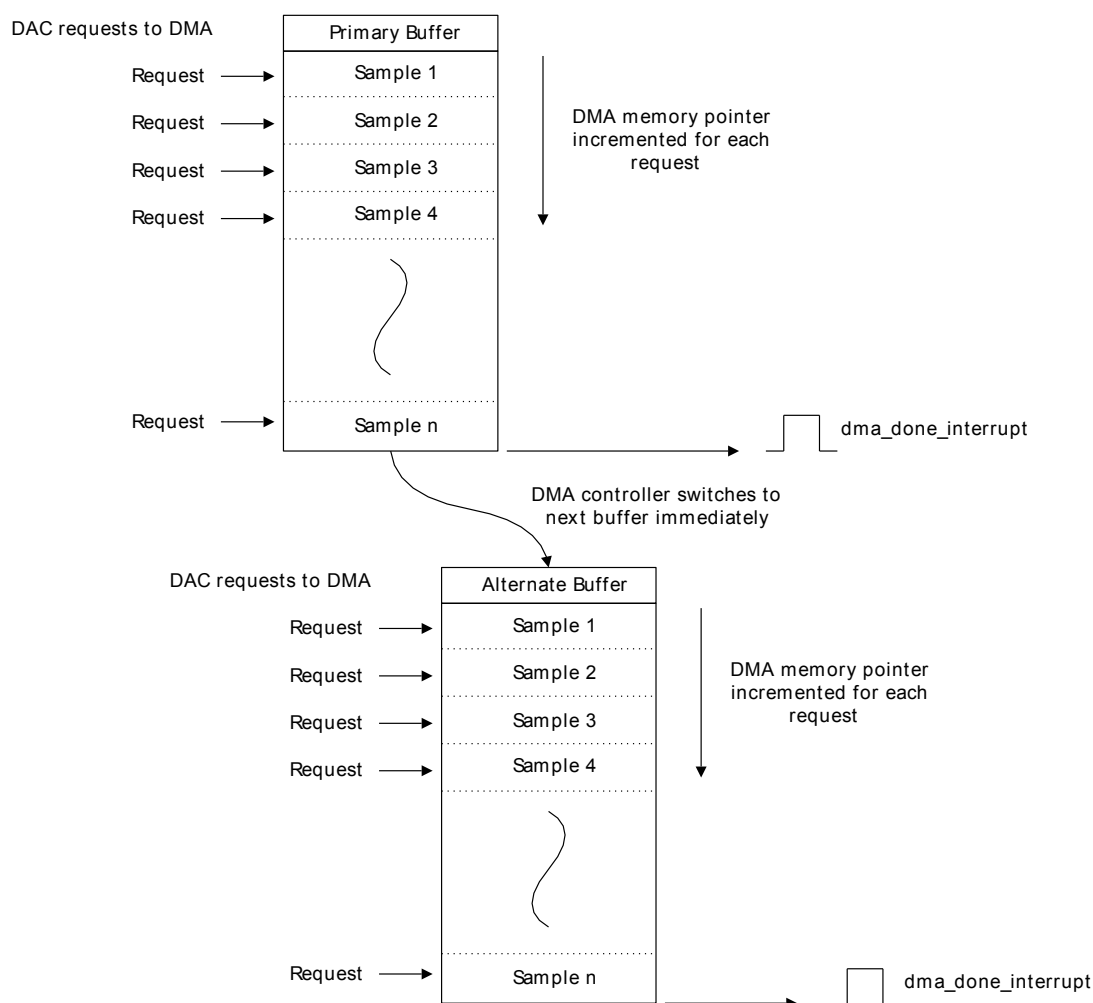 DAC requests to DMA
Primary Buffer
Request
Sample 1
Request
Sample 2
Request
Sample 3
Request
Sample 4
DMA memory pointer
incremented for each
request
Request
Sample n
dma_done_interrupt
DMA controller switches to
next buffer immediately
DAC requests to DMA
Alternate Buffer
Request
Sample 1
Request
Sample 2
Request
Sample 3
Request
Sample 4
DMA memory pointer
incremented for each
request
Request
Sample n
dma_done_interrupt